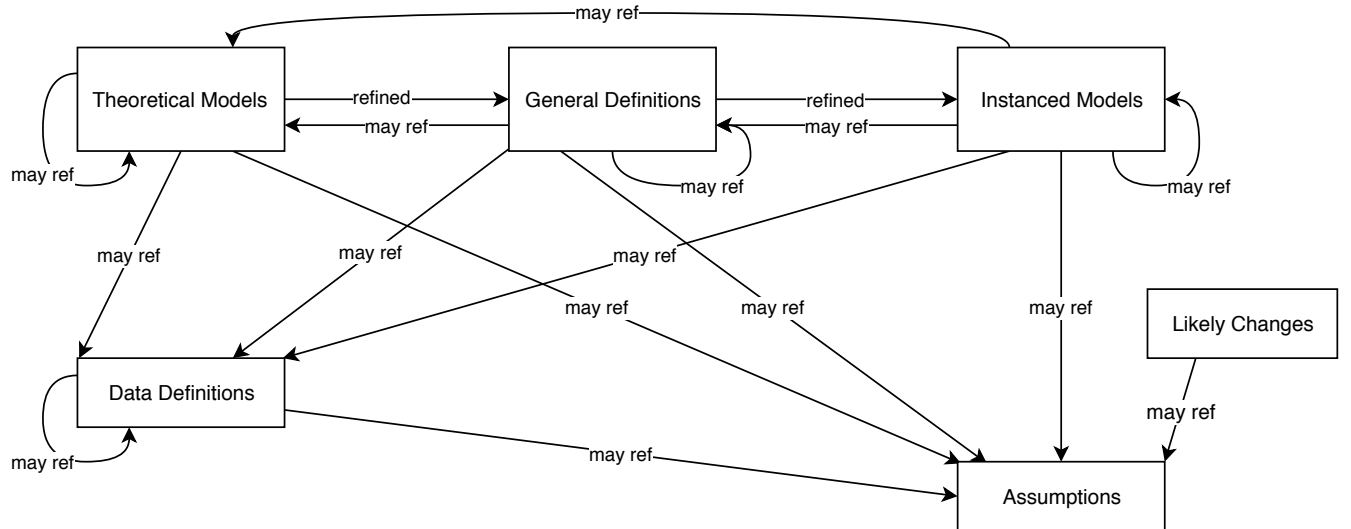 may ref
Theoretical Models
refined
General Definitions
refined
Instanced Models
may ref
may ref
may ref
may ref
may ref
may ref
may ref
may ref
may ref
may ref
may ref
may ref
Likely Changes
Data Definitions
may ref
may ref
may ref
Assumptions